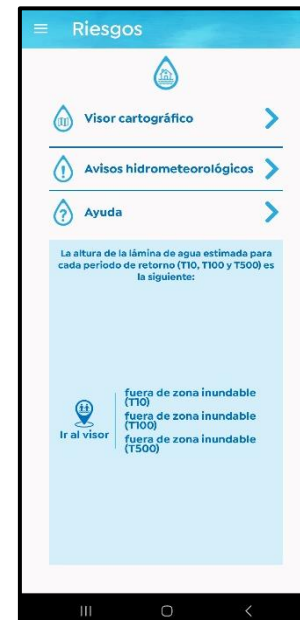 Riesgos
Visor cartográfico
Avisos hidrometeorológicos
Ayuda
La altura de la lámina de agua estimada para
cada periodo de retorno (T10, T100 y T500) es
la siguiente:
fuera de zona inundable
(T10)
fuera de zona inundable
(T100)
fuera de zona inundable
(T500)
Ir al visor